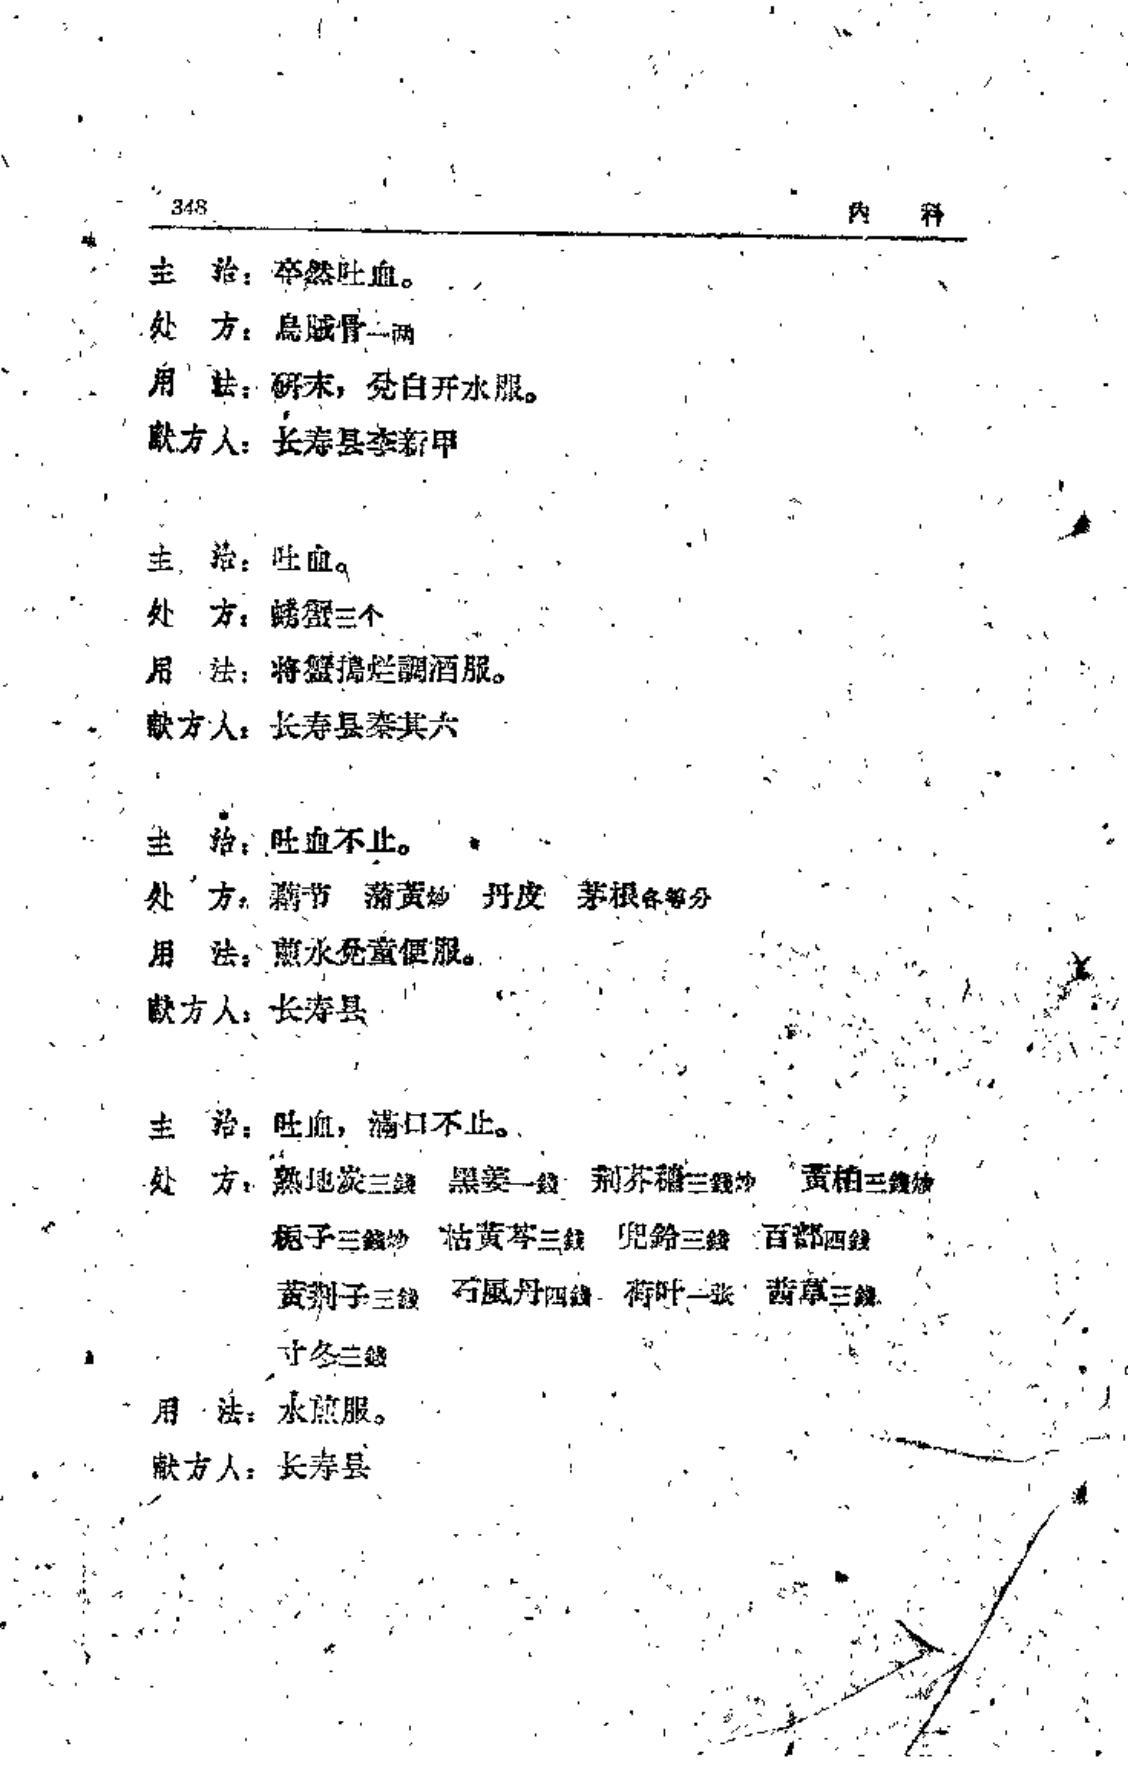 348 内 科
主 治：卒然吐血。
处 方：烏賊骨一两
用 法：研末，兑白开水服。
献方人：长寿县李新甲
主 治：吐血。
处 方：螃蟹三个
用 法：将蟹搗烂調酒服。
献方人：长寿县秦其六
主 治：吐血不止。
处 方：藕节 蒲黄炒 丹皮 茅根各等分
用 法：煎水兑童便服。
献方人：长寿县
主 治：吐血，满口不止。
处 方：熟地炭三錢 黑姜一錢 荆芥穗三錢炒 黄柏三錢炒
梔子三錢炒 枯黄芩三錢 兜鈴三錢 百部四錢
黄荆子三錢 石風丹四錢 荷叶一张 茜草三錢
寸冬三錢
用 法：水煎服。
献方人：长寿县